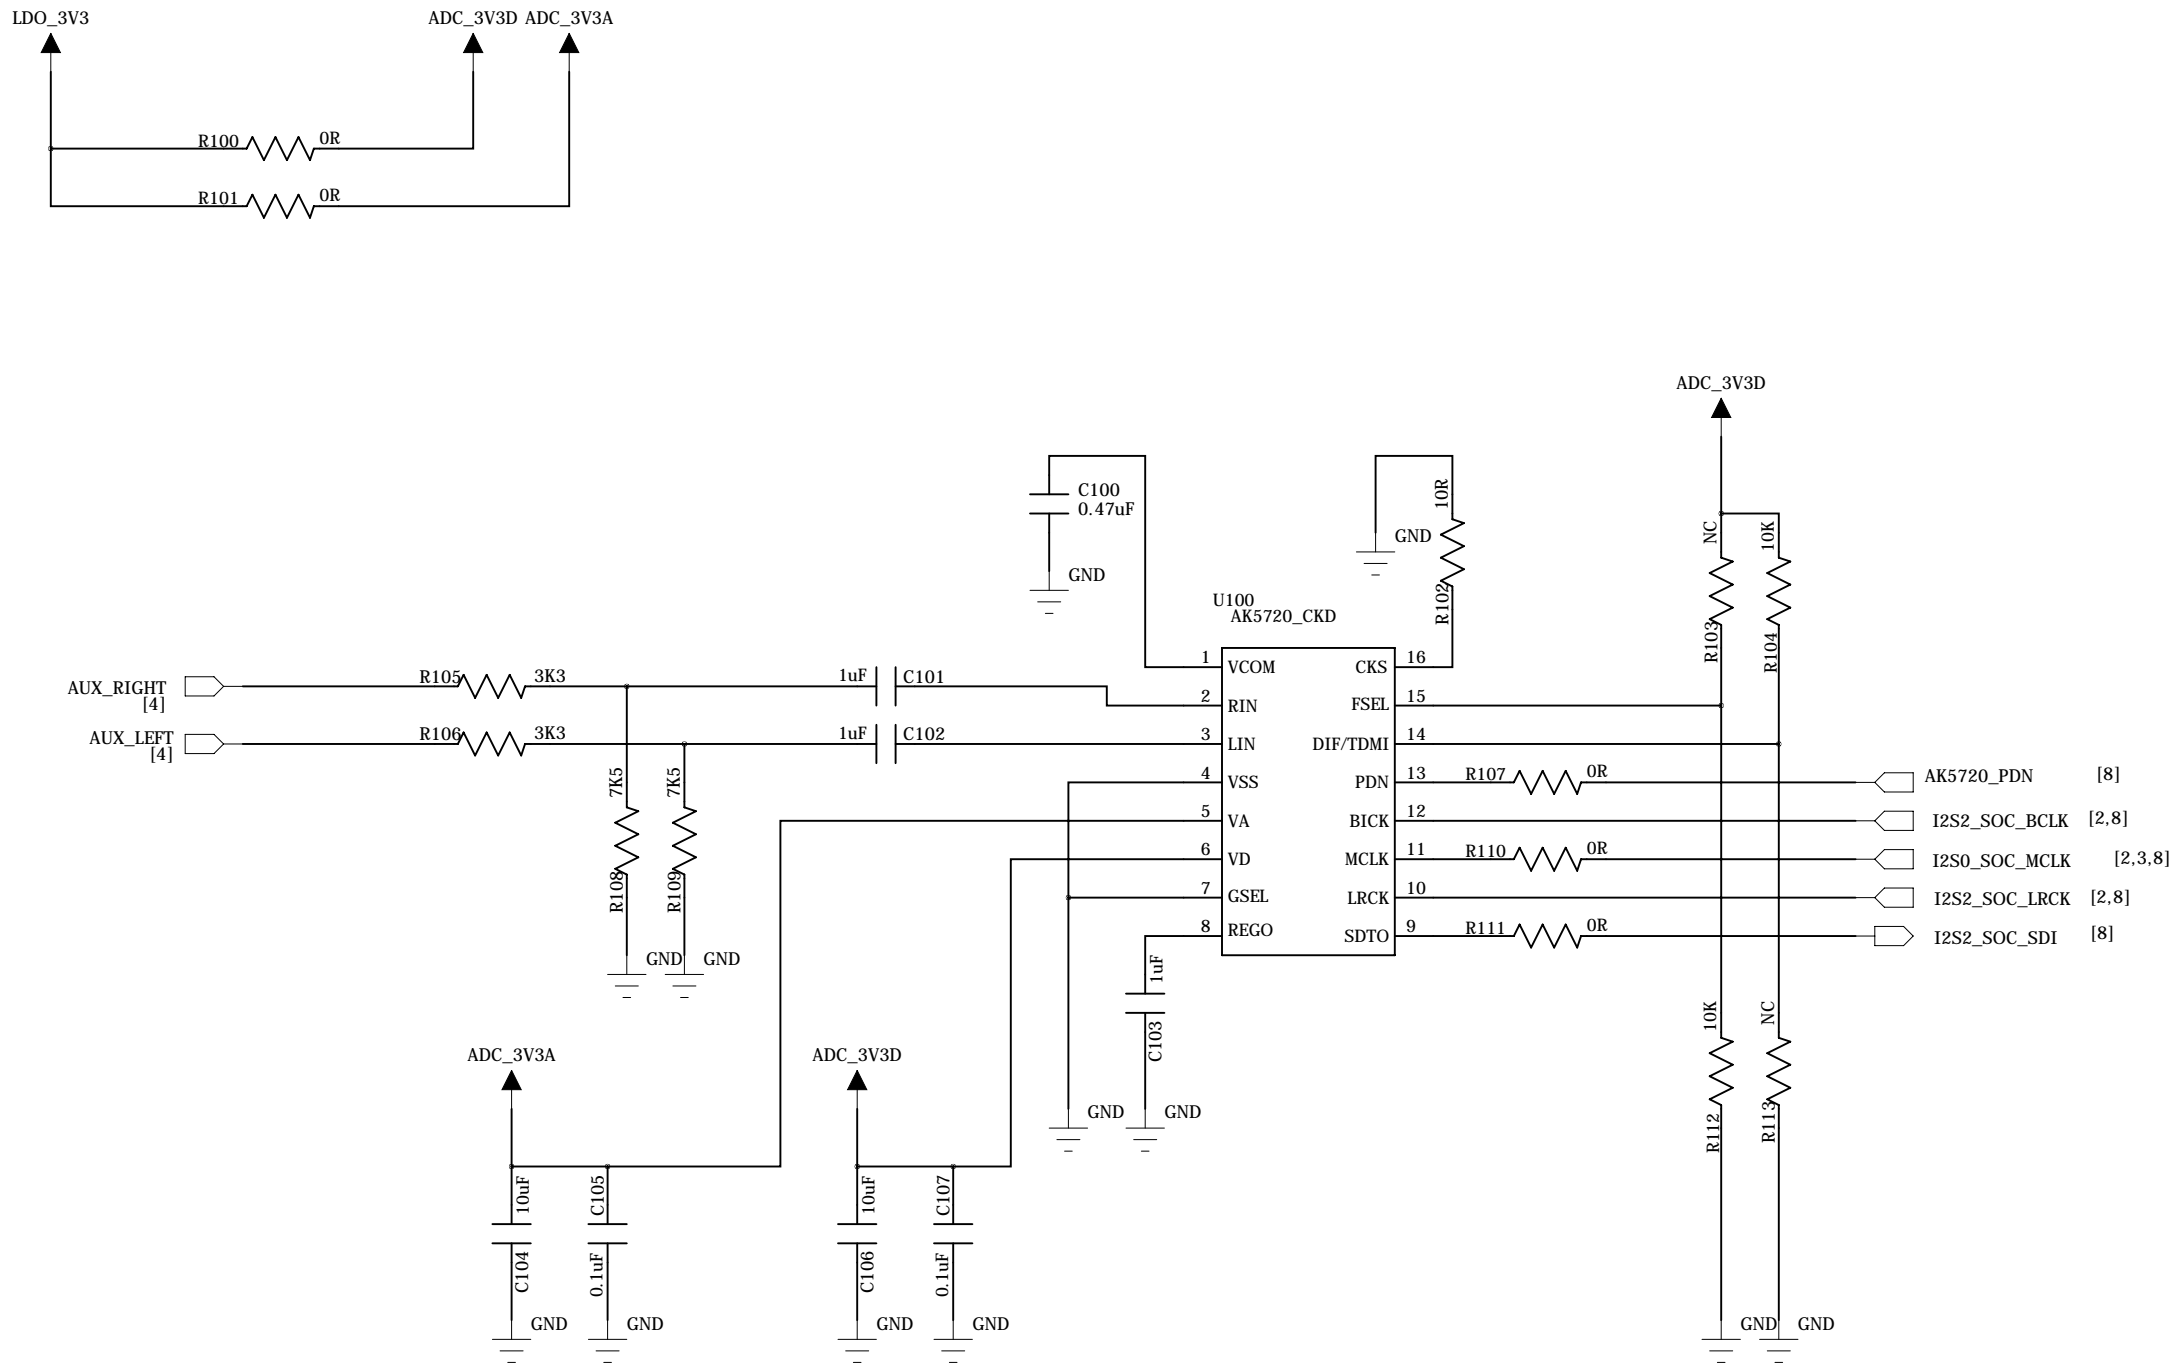 LDO_3V3
ADC_3V3D ADC_3V3A
R100 0R
R101 0R
ADC_3V3D
C100
0.47uF
GND
10R
GND
R102
NC
10K
R103
R104
U100
AK5720_CKD
AUX_RIGHT
[4]
AUX_LEFT
[4]
R105 3K3
R106 3K3
1uF C101
1uF C102
7K5
7K5
R108
R109
GND
GND
1 VCOM
2 RIN
3 LIN
4 VSS
5 VA
6 VD
7 GSEL
8 REGO
CKS 16
FSEL 15
DIF/TDMI 14
PDN 13
BICK 12
MCLK 11
LRCK 10
SDTO 9
R107 0R
R110 0R
R111 0R
AK5720_PDN [8]
I2S2_SOC_BCLK [2,8]
I2S0_SOC_MCLK [2,3,8]
I2S2_SOC_LRCK [2,8]
I2S2_SOC_SDI [8]
1uF
C103
GND
GND
10K
NC
R112
R113
GND
GND
ADC_3V3A
ADC_3V3D
10uF
C104
C105
0.1uF
10uF
C106
C107
0.1uF
GND
GND
GND
GND